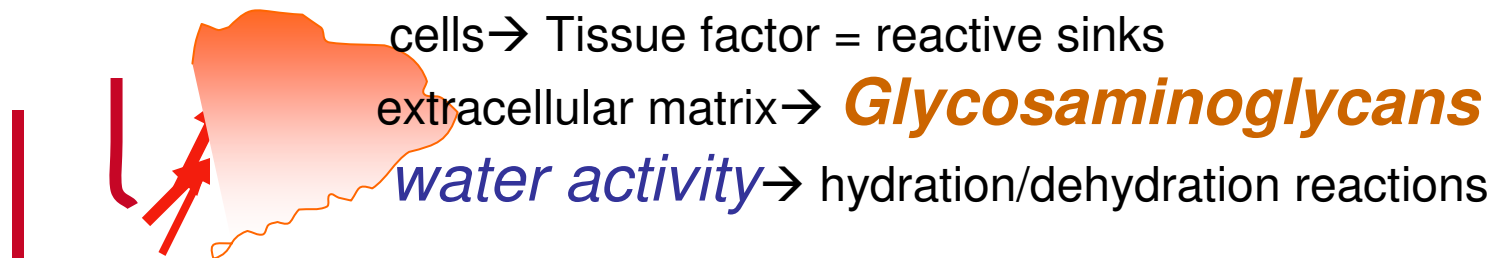 cells→ Tissue factor = reactive sinks
extracellular matrix→ Glycosaminoglycans
water activity→ hydration/dehydration reactions